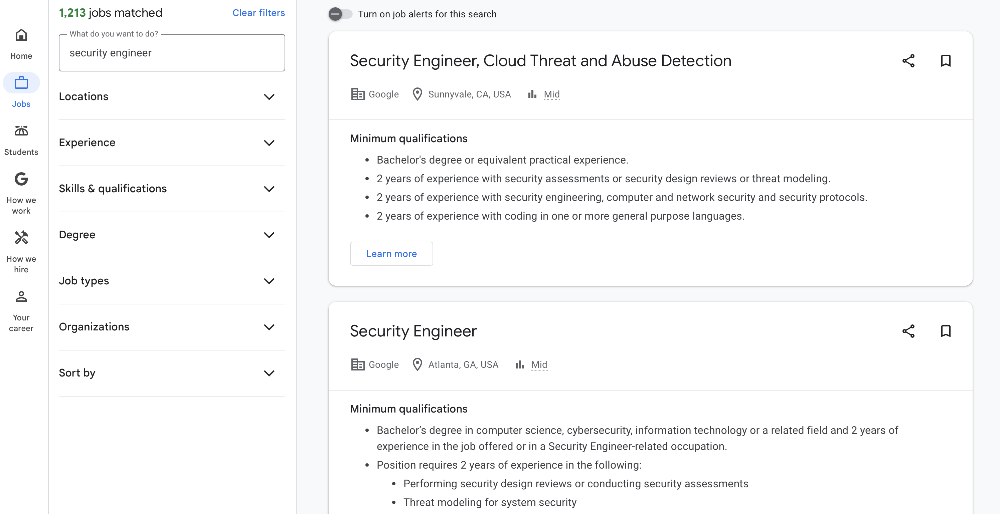 Home
Jobs
Students
How we
work
How we
hire
Your
career
1,213 jobs matched
Clear filters
What do you want to do?
security engineer
Locations
Experience
Skills & qualifications
Degree
Job types
Organizations
Sort by
Turn on job alerts for this search
Security Engineer, Cloud Threat and Abuse Detection
Google Sunnyvale, CA, USA Mid
Minimum qualifications
• Bachelor's degree or equivalent practical experience.
• 2 years of experience with security assessments or security design reviews or threat modeling.
• 2 years of experience with security engineering, computer and network security and security protocols.
• 2 years of experience with coding in one or more general purpose languages.
Learn more
Security Engineer
Google Atlanta, GA, USA Mid
Minimum qualifications
• Bachelor’s degree in computer science, cybersecurity, information technology or a related field and 2 years of
experience in the job offered or in a Security Engineer-related occupation.
• Position requires 2 years of experience in the following:
• Performing security design reviews or conducting security assessments
• Threat modeling for system security